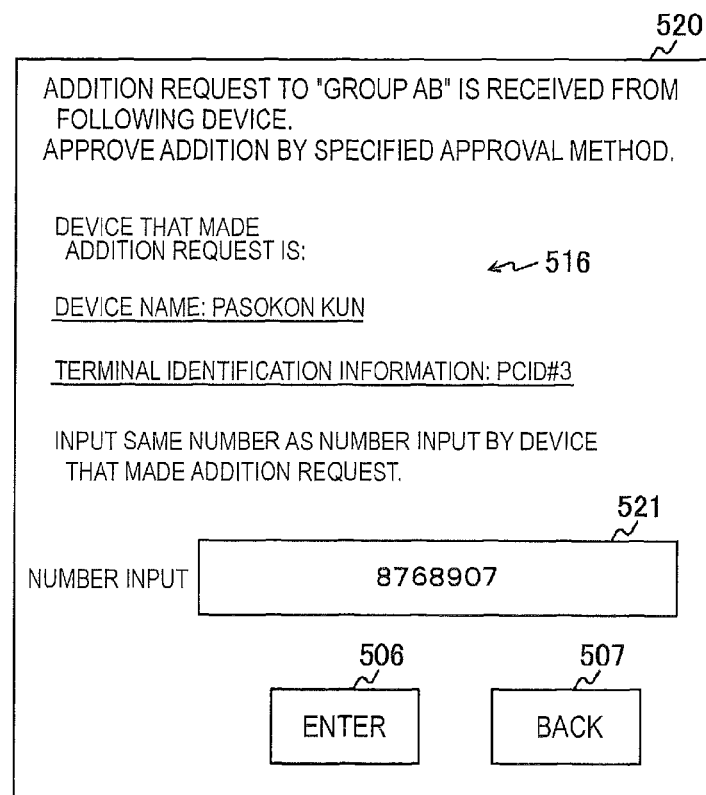 520
ADDITION REQUEST TO "GROUP AB" IS RECEIVED FROM
FOLLOWING DEVICE.
APPROVE ADDITION BY SPECIFIED APPROVAL METHOD.
DEVICE THAT MADE
ADDITION REQUEST IS:
516
DEVICE NAME: PASOKON KUN
TERMINAL IDENTIFICATION INFORMATION: PCID#3
INPUT SAME NUMBER AS NUMBER INPUT BY DEVICE
THAT MADE ADDITION REQUEST.
521
NUMBER INPUT 8768907
506 507
ENTER BACK